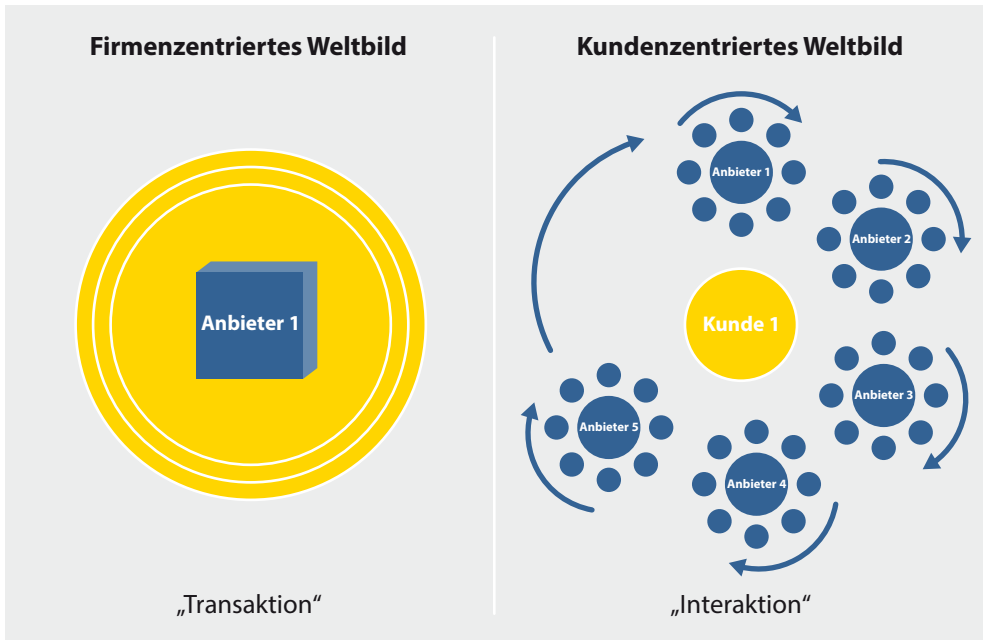 Firmenzentriertes Weltbild
Anbieter 1
„Transaktion“
Kundenzentriertes Weltbild
Anbieter 1
Anbieter 2
Kunde 1
Anbieter 3
Anbieter 5
Anbieter 4
„Interaktion“